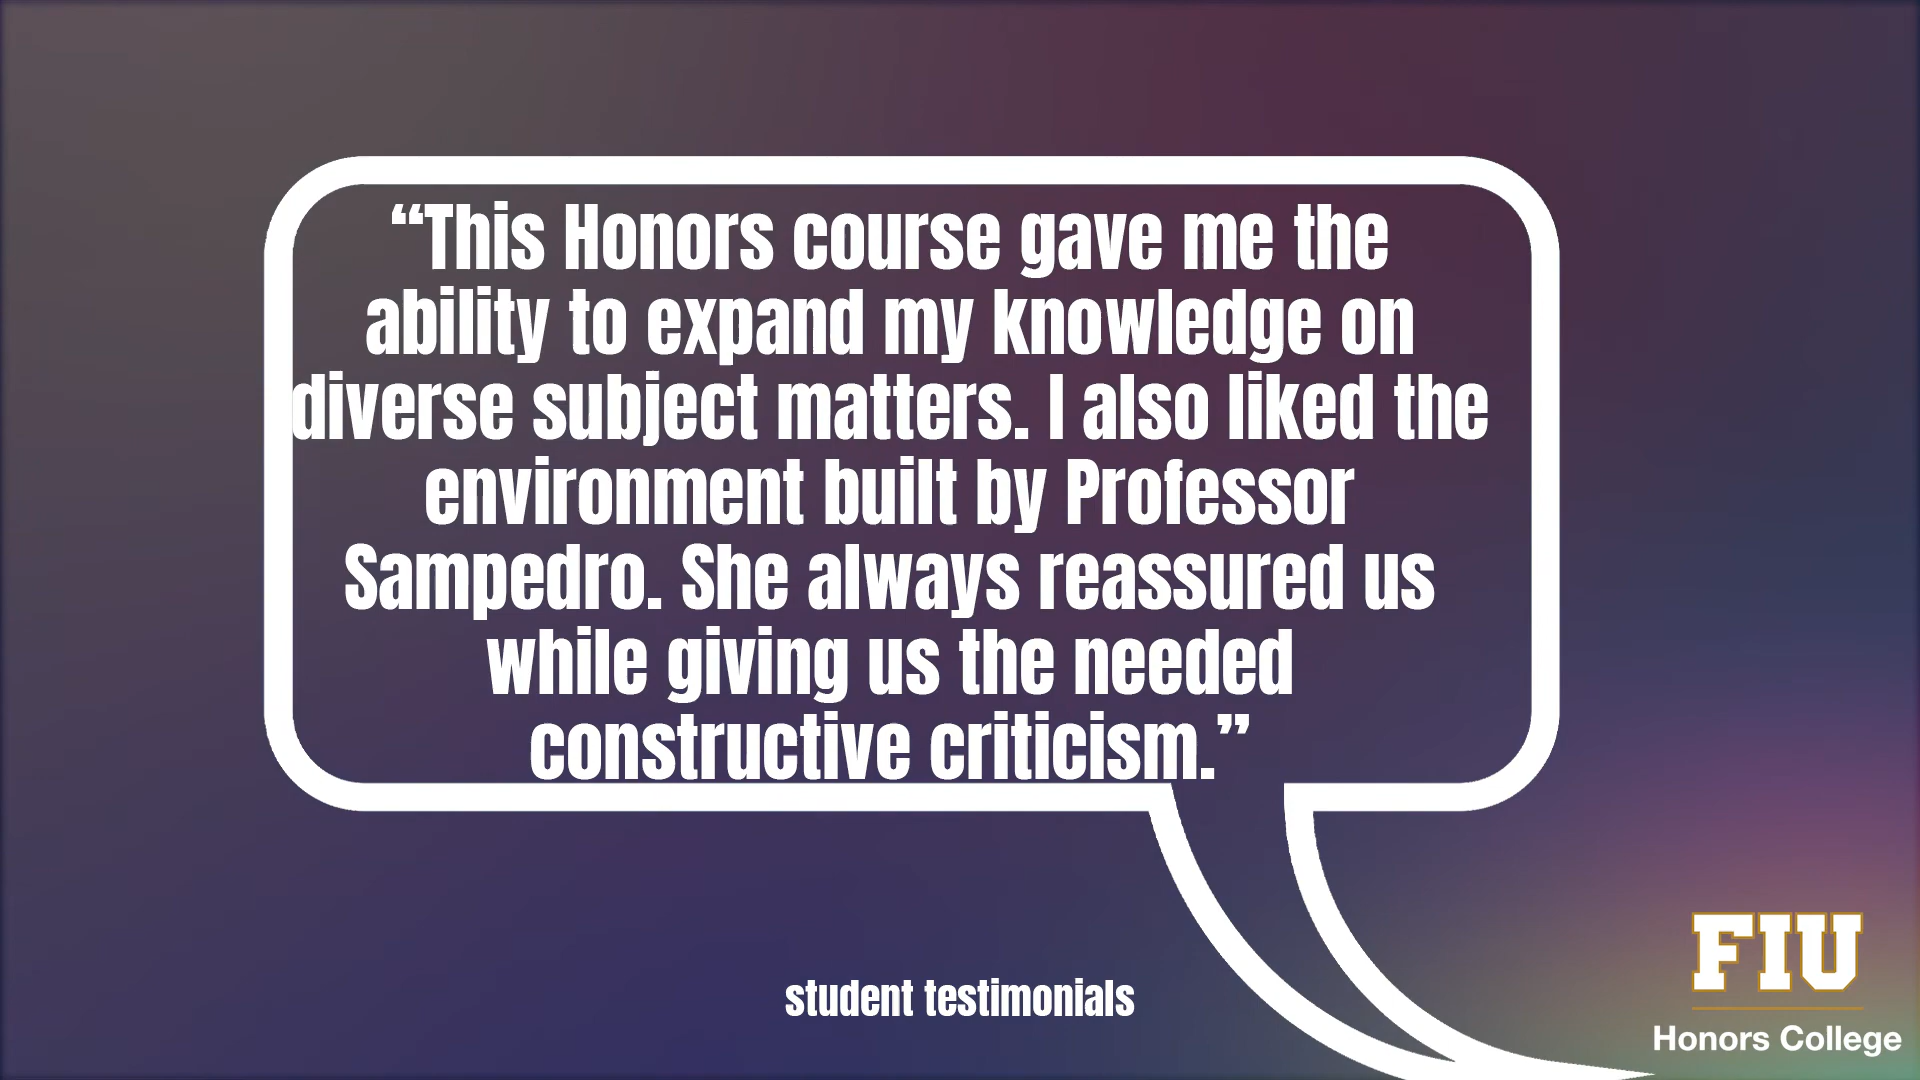 “This Honors course gave me the
ability to expand my knowledge on
diverse subject matters. I also liked the
environment built by Professor
Sampedro. She always reassured us
while giving us the needed
constructive criticism.”
student testimonials
FIU
Honors College